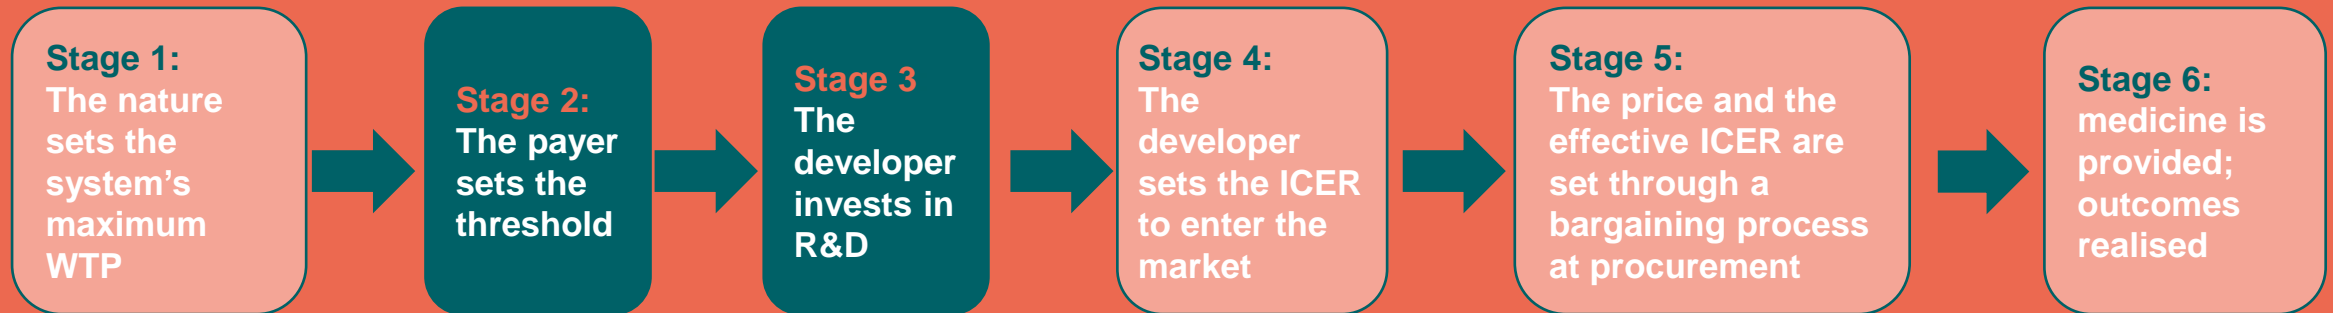 Stage 1:
The nature
sets the
system’s
maximum
WTP
Stage 2:
The payer
sets the
threshold
Stage 3
The
developer
invests in
R&D
Stage 4:
The
developer
sets the ICER
to enter the
market
Stage 5:
The price and the
effective ICER are
set through a
bargaining process
at procurement
Stage 6:
medicine is
provided;
outcomes
realised